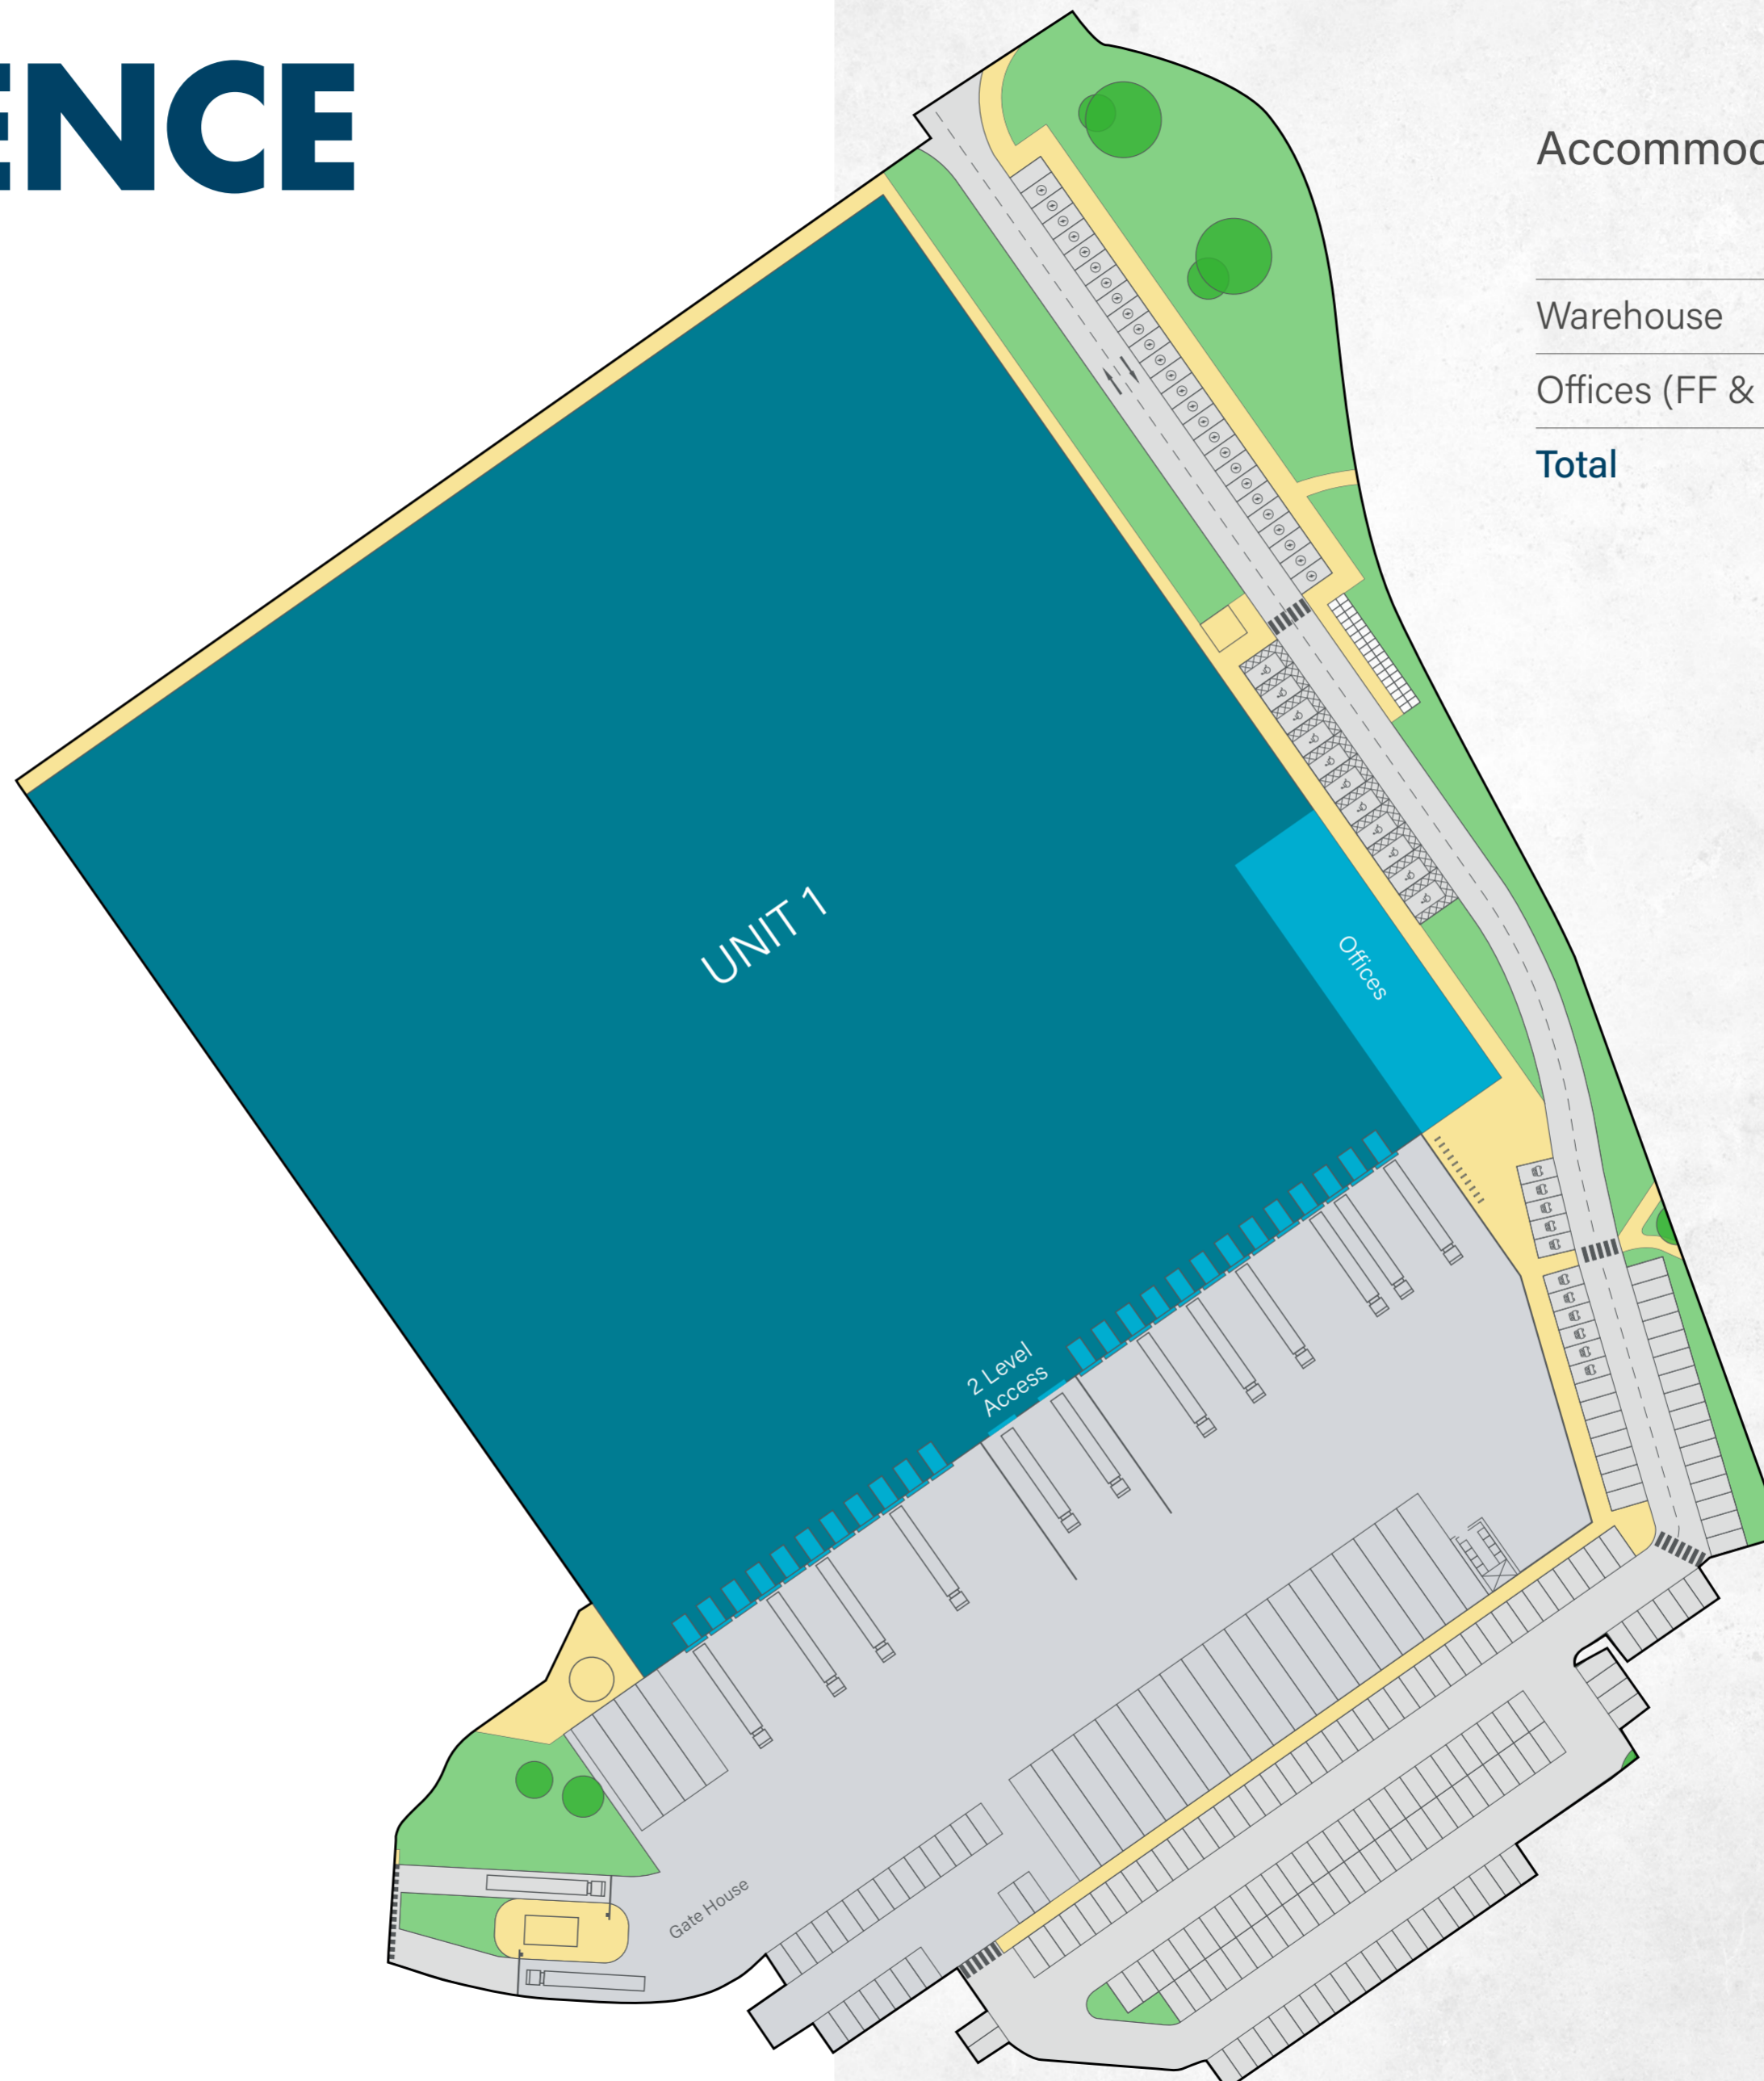 ENCE
Accommod
Warehouse
Offices (FF &
Total
UNIT 1
Offices
2 Level
Access
Gate House